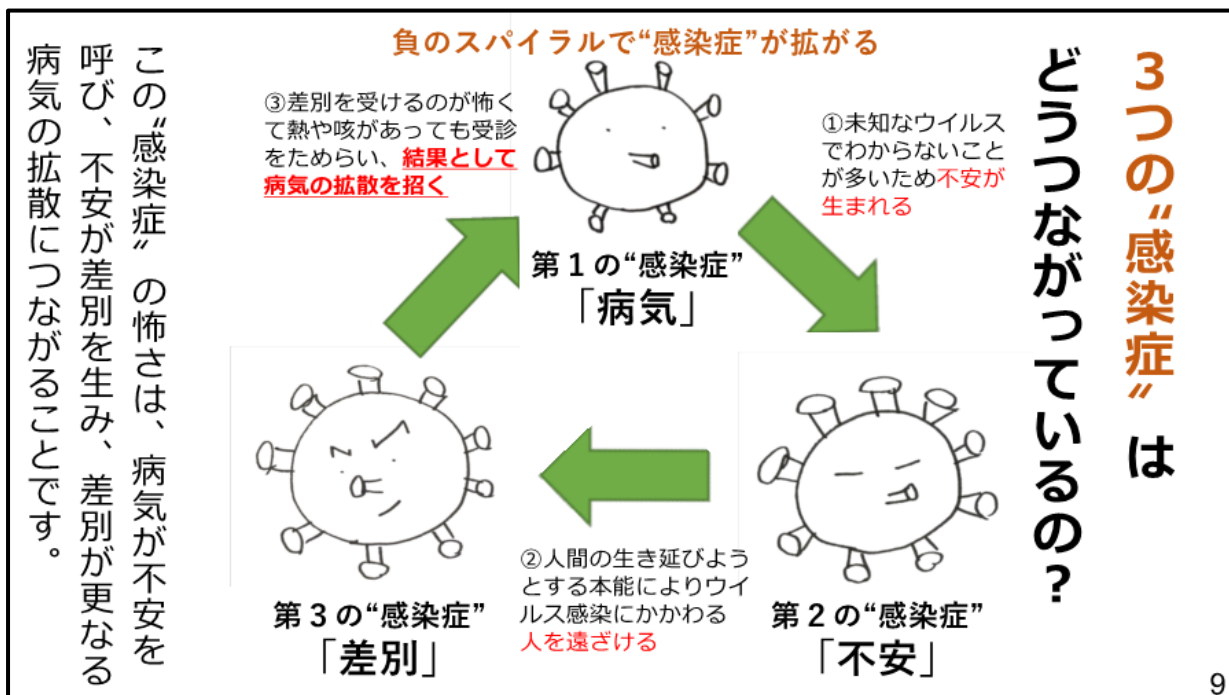 3つの“感染症”は
どうつながっているの?
負のスパイラルで“感染症”が拡がる
①未知なウイルス
でわからないこと
が多いため不安が
生まれる
第1の“感染症”
「病気」
③差別を受けるのが怖く
て熱や咳があっても受診
をためらい、結果として
病気の拡散を招く
第2の“感染症”
「不安」
②人間の生き延びよう
とする本能によりウイ
ルス感染にかかわる
人を遠ざける
第3の“感染症”
「差別」
この“感染症”の怖さは、病気が不安を
呼び、不安が差別を生み、差別が更なる
病気の拡散につながることです。
9